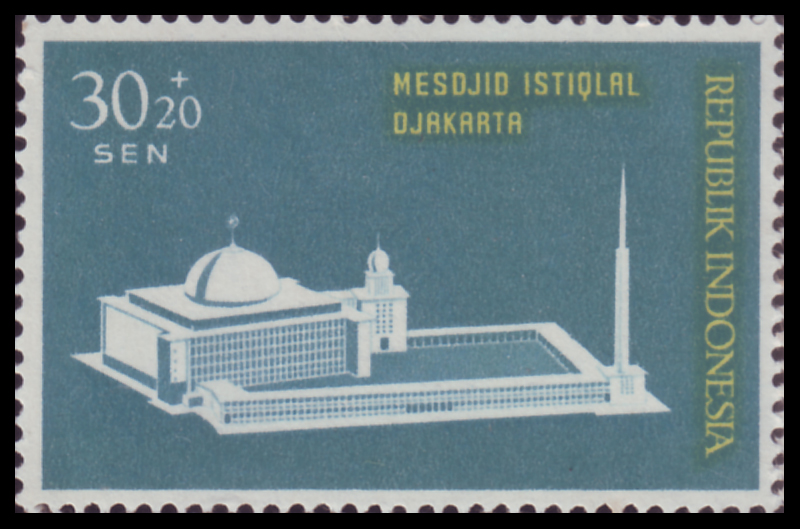 30+20
SEN
MESDJID ISTIQLAL
DJAKARTA
REPUBLIK INDONESIA